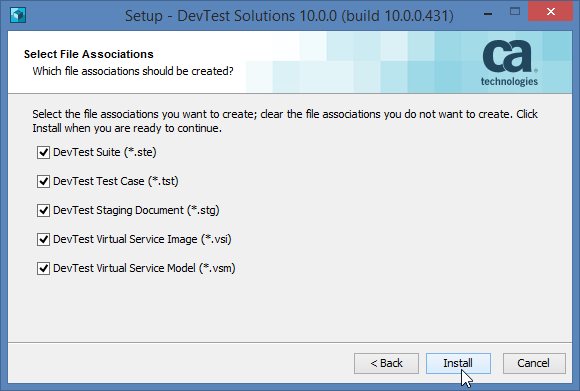 Setup - DevTest Solutions 10.0.0 (build 10.0.0.431)
Select File Associations
Which file associations should be created?
ca
technologies®
Select the file associations you want to create; clear the file associations you do not want to create. Click
Install when you are ready to continue.
DevTest Suite (*.ste)
DevTest Test Case (*.tst)
DevTest Staging Document (*.stg)
DevTest Virtual Service Image (*.vsi)
DevTest Virtual Service Model (*.vsm)
< Back
Install
Cancel